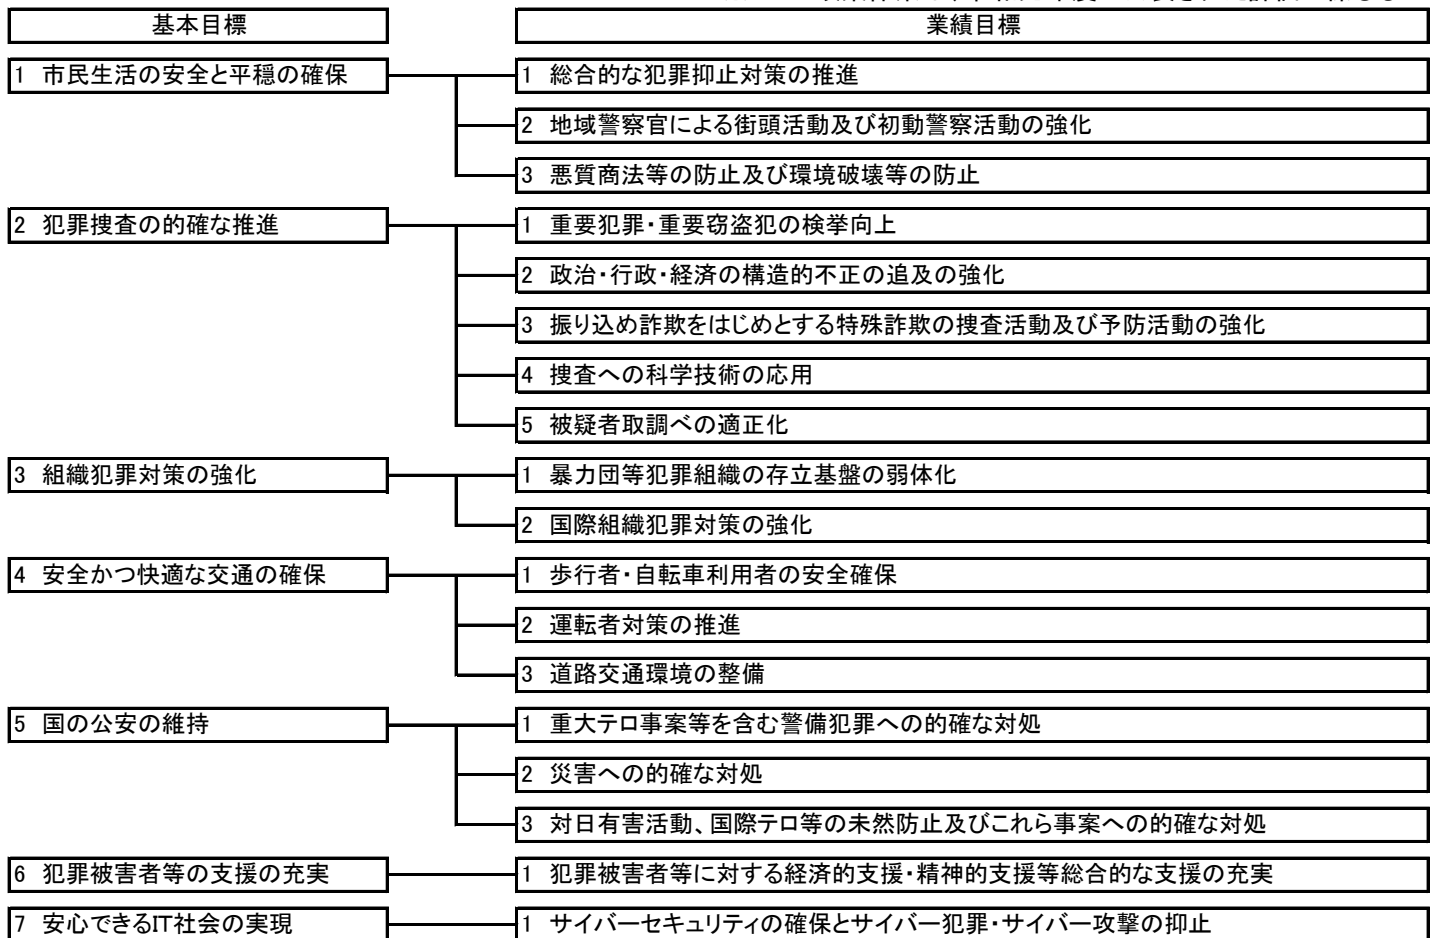 基本目標
業績目標
1 市民生活の安全と平穏の確保
1 総合的な犯罪抑止対策の推進
2 地域警察官による街頭活動及び初動警察活動の強化
3 悪質商法等の防止及び環境破壊等の防止
2 犯罪捜査の的確な推進
1 重要犯罪・重要窃盗犯の検挙向上
2 政治・行政・経済の構造的不正の追及の強化
3 振り込め詐欺をはじめとする特殊詐欺の捜査活動及び予防活動の強化
4 捜査への科学技術の応用
5 被疑者取調べの適正化
3 組織犯罪対策の強化
1 暴力団等犯罪組織の存立基盤の弱体化
2 国際組織犯罪対策の強化
4 安全かつ快適な交通の確保
1 歩行者・自転車利用者の安全確保
2 運転者対策の推進
3 道路交通環境の整備
5 国の公安の維持
1 重大テロ事案等を含む警備犯罪への的確な対処
2 災害への的確な対処
3 対日有害活動、国際テロ等の未然防止及びこれら事案への的確な対処
6 犯罪被害者等の支援の充実
1 犯罪被害者等に対する経済的支援・精神的支援等総合的な支援の充実
7 安心できるIT社会の実現
1 サイバーセキュリティの確保とサイバー犯罪・サイバー攻撃の抑止